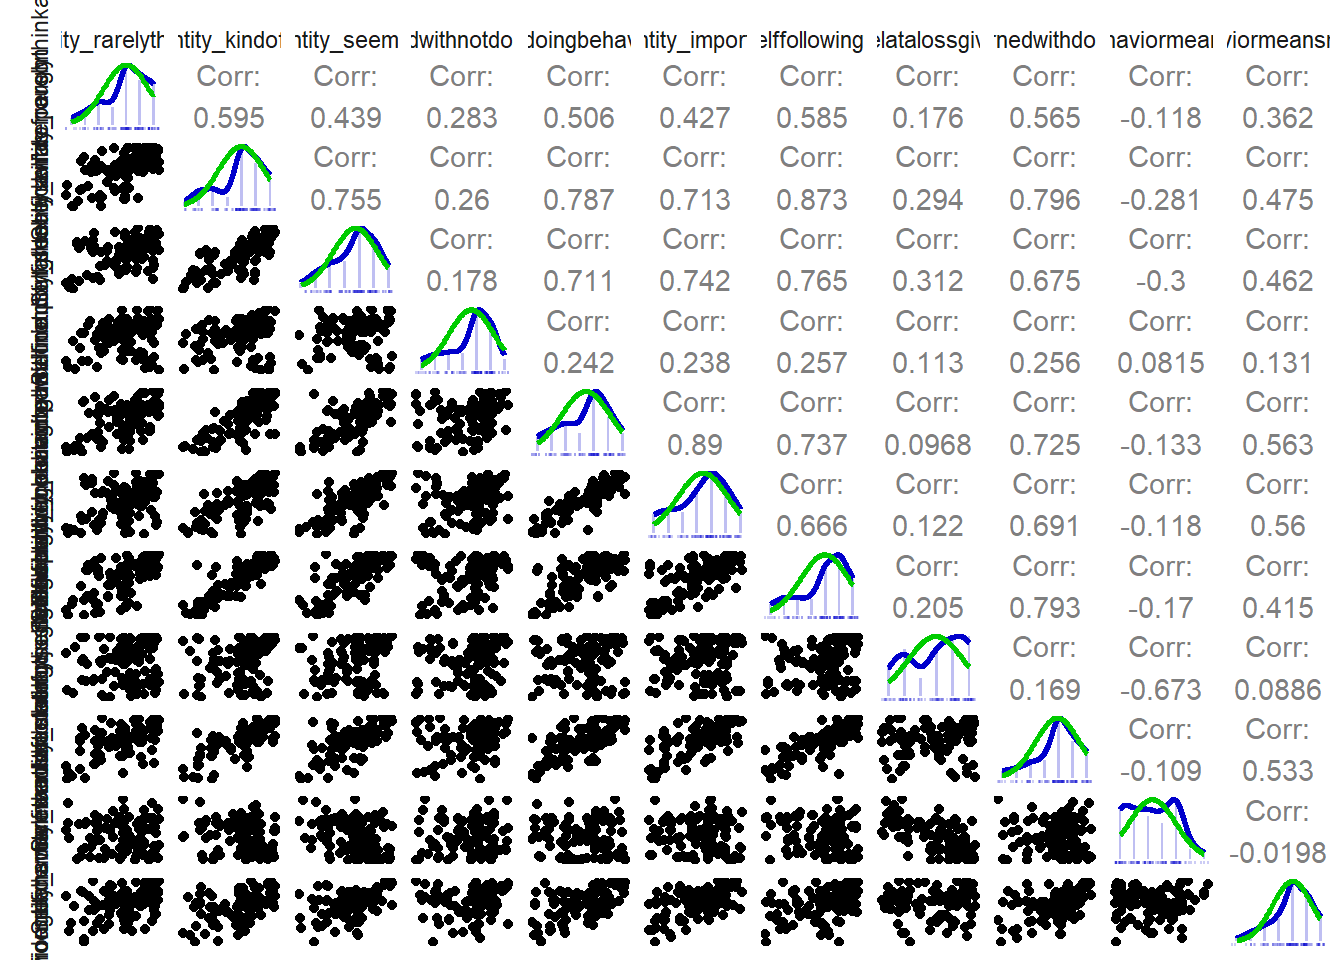 ity_rarelyth ntity_kindof ntity_seem dwithnotdo doingbehav ntity_impor elffollowing elatalossgiv rnedwithdo naviormear viormeansr
Corr: Corr: Corr: Corr: Corr: Corr: Corr: Corr: Corr: Corr:
0.595 0.439 0.283 0.506 0.427 0.585 0.176 0.565 -0.118 0.362
Corr: Corr: Corr: Corr: Corr: Corr: Corr: Corr: Corr:
0.755 0.26 0.787 0.713 0.873 0.294 0.796 -0.281 0.475
Corr: Corr: Corr: Corr: Corr: Corr: Corr: Corr:
0.178 0.711 0.742 0.765 0.312 0.675 -0.3 0.462
Corr: Corr: Corr: Corr: Corr: Corr: Corr:
0.242 0.238 0.257 0.113 0.256 0.0815 0.131
Corr: Corr: Corr: Corr: Corr: Corr:
0.89 0.737 0.0968 0.725 -0.133 0.563
Corr: Corr: Corr: Corr: Corr:
0.666 0.122 0.691 -0.118 0.56
Corr: Corr: Corr: Corr:
0.205 0.793 -0.17 0.415
Corr: Corr: Corr:
0.169 -0.673 0.0886
Corr: Corr:
-0.109 0.533
Corr:
-0.0198